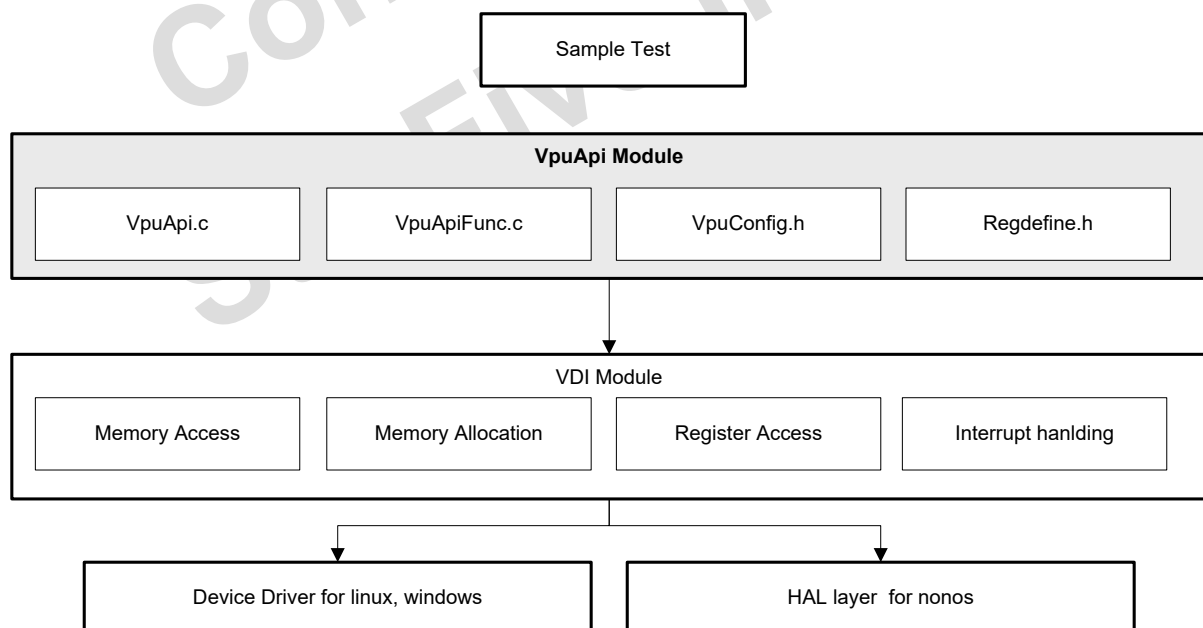 Sample Test
VpuApi Module
VpuApi.c
VpuApiFunc.c
VpuConfig.h
Regdefine.h
VDI Module
Memory Access
Memory Allocation
Register Access
Interrupt hanlding
Device Driver for linux, windows
HAL layer for nonos